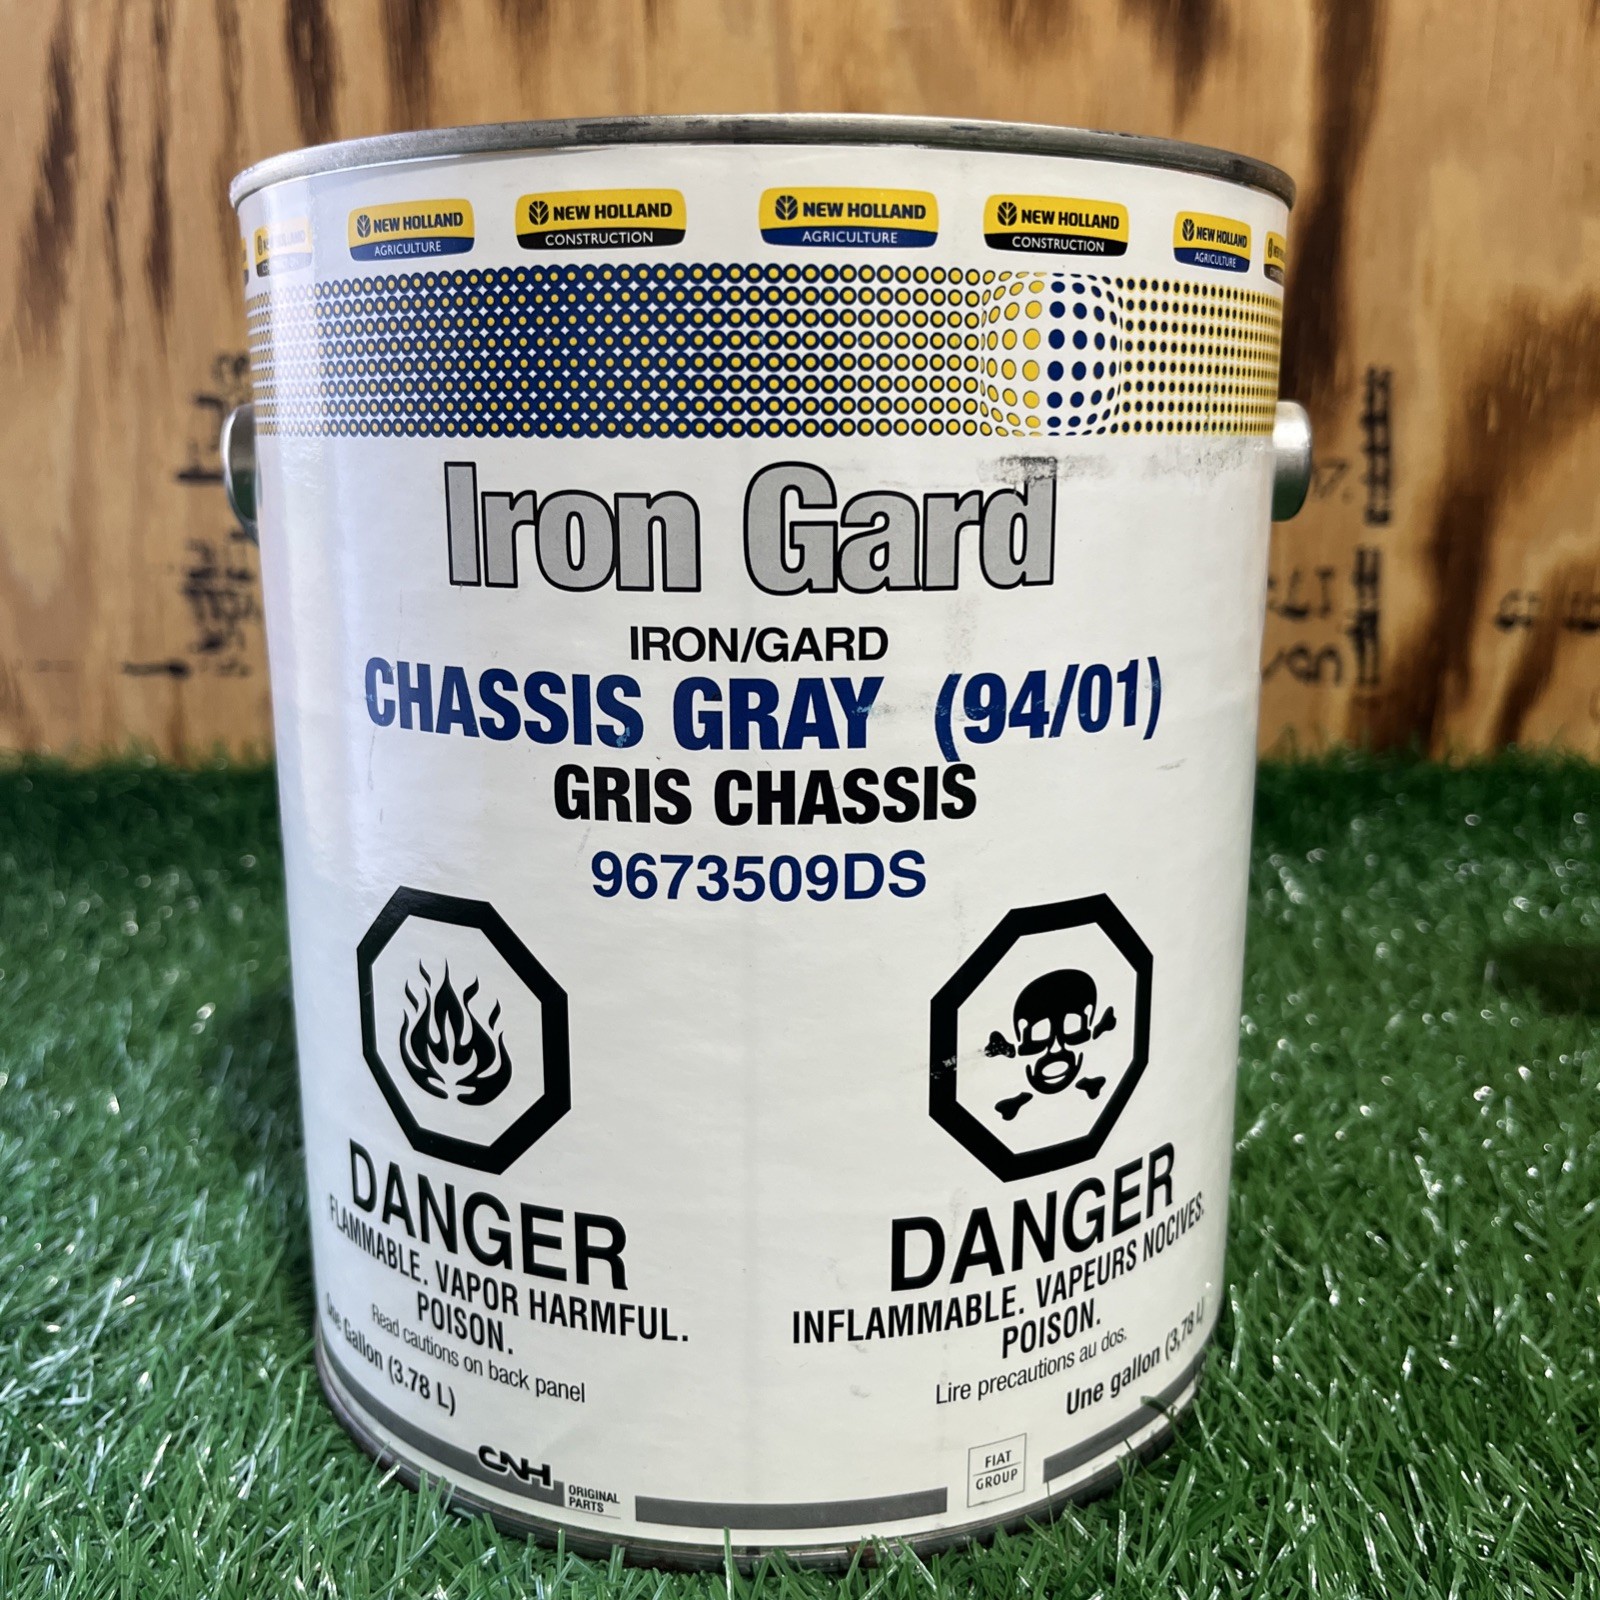 NEW HOLLAND
AGRICULTURE
NEW HOLLAND
CONSTRUCTION
NEW HOLLAND
AGRICULTURE
NEW HOLLAND
CONSTRUCTION
NEW HOLLAND
AGRICULTURE
Iron Gard
IRON/GARD
CHASSIS GRAY (94/01)
GRIS CHASSIS
9673509DS
DANGER
FLAMMABLE. VAPOR HARMFUL.
POISON.
Read cautions on back panel
One Gallon (3.78 L)
DANGER
INFLAMMABLE. VAPEURS NOCIVES.
POISON.
Lire precautions au dos.
Une gallon (3,78 L)
CNH
ORIGINAL
PARTS
FIAT
GROUP